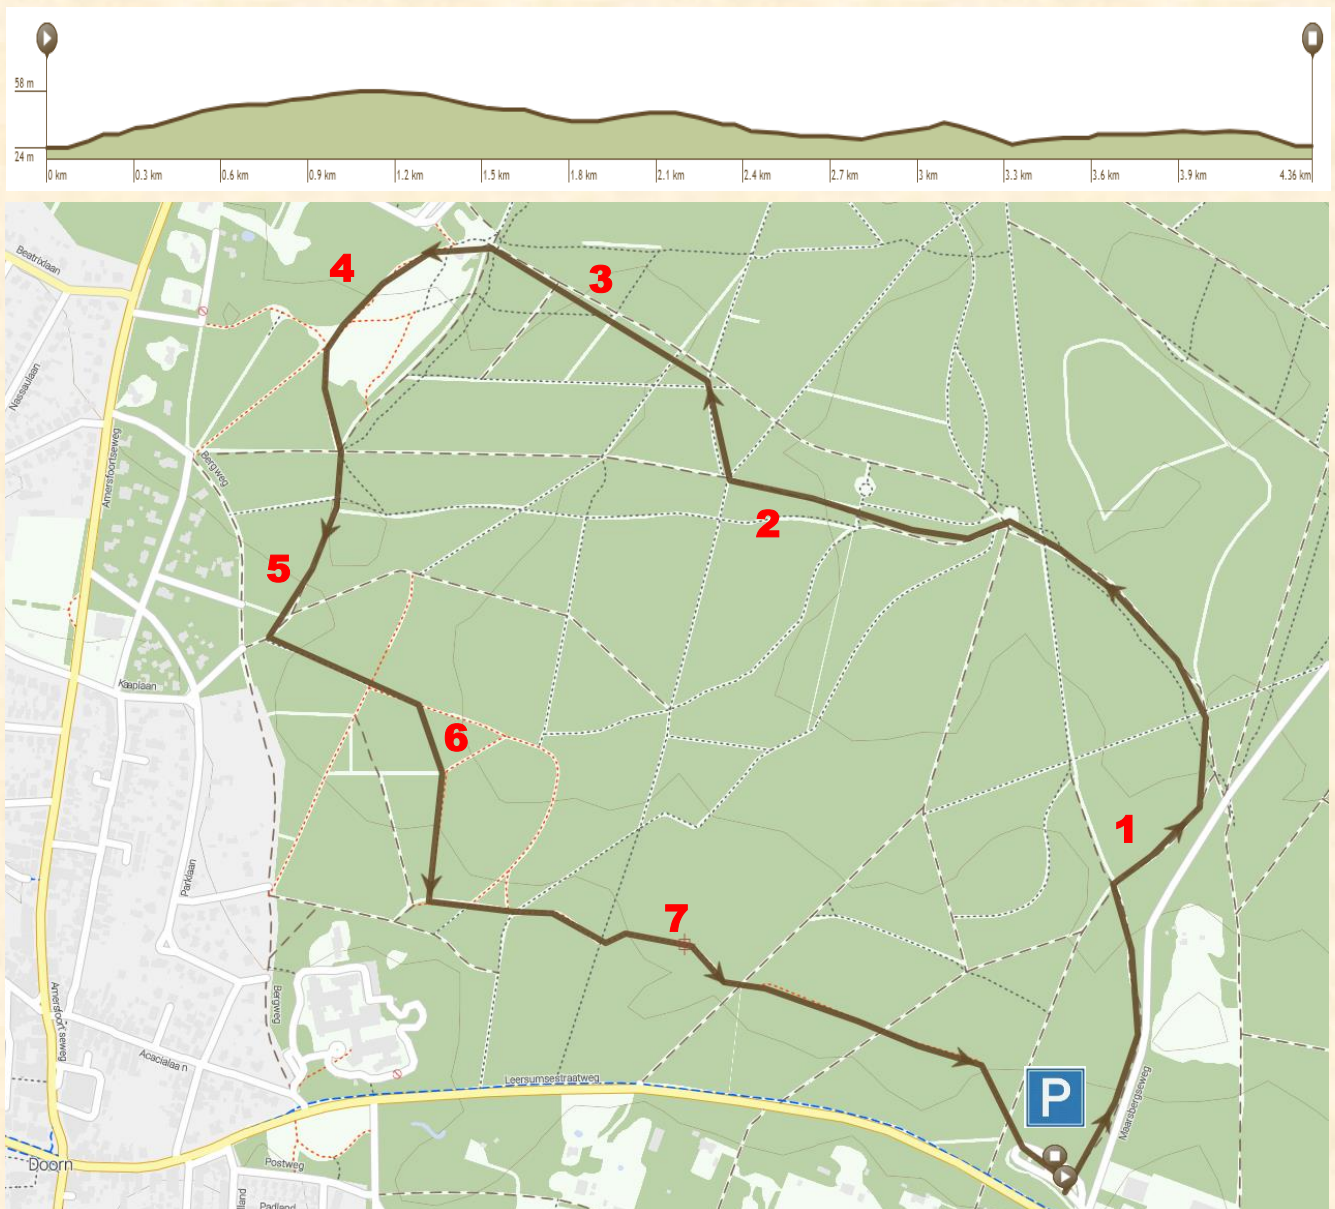 58 m
24 m
0 km
0.3 km
0.6 km
0.9 km
1.2 km
1.5 km
1.8 km
2.1 km
2.4 km
2.7 km
3 km
3.3 km
3.6 km
3.9 km
4.36 km
Beatrixlaan
4
3
Nassaulaan
Amersfoortseweg
Bergweg
2
5
Kaaplaan
6
1
Parklaan
7
Bergweg
Amersfoortseweg
Acacialaan
Leersumsestraatweg
P
Maarsbergseweg
Doorn
Postweg
lland
Padland